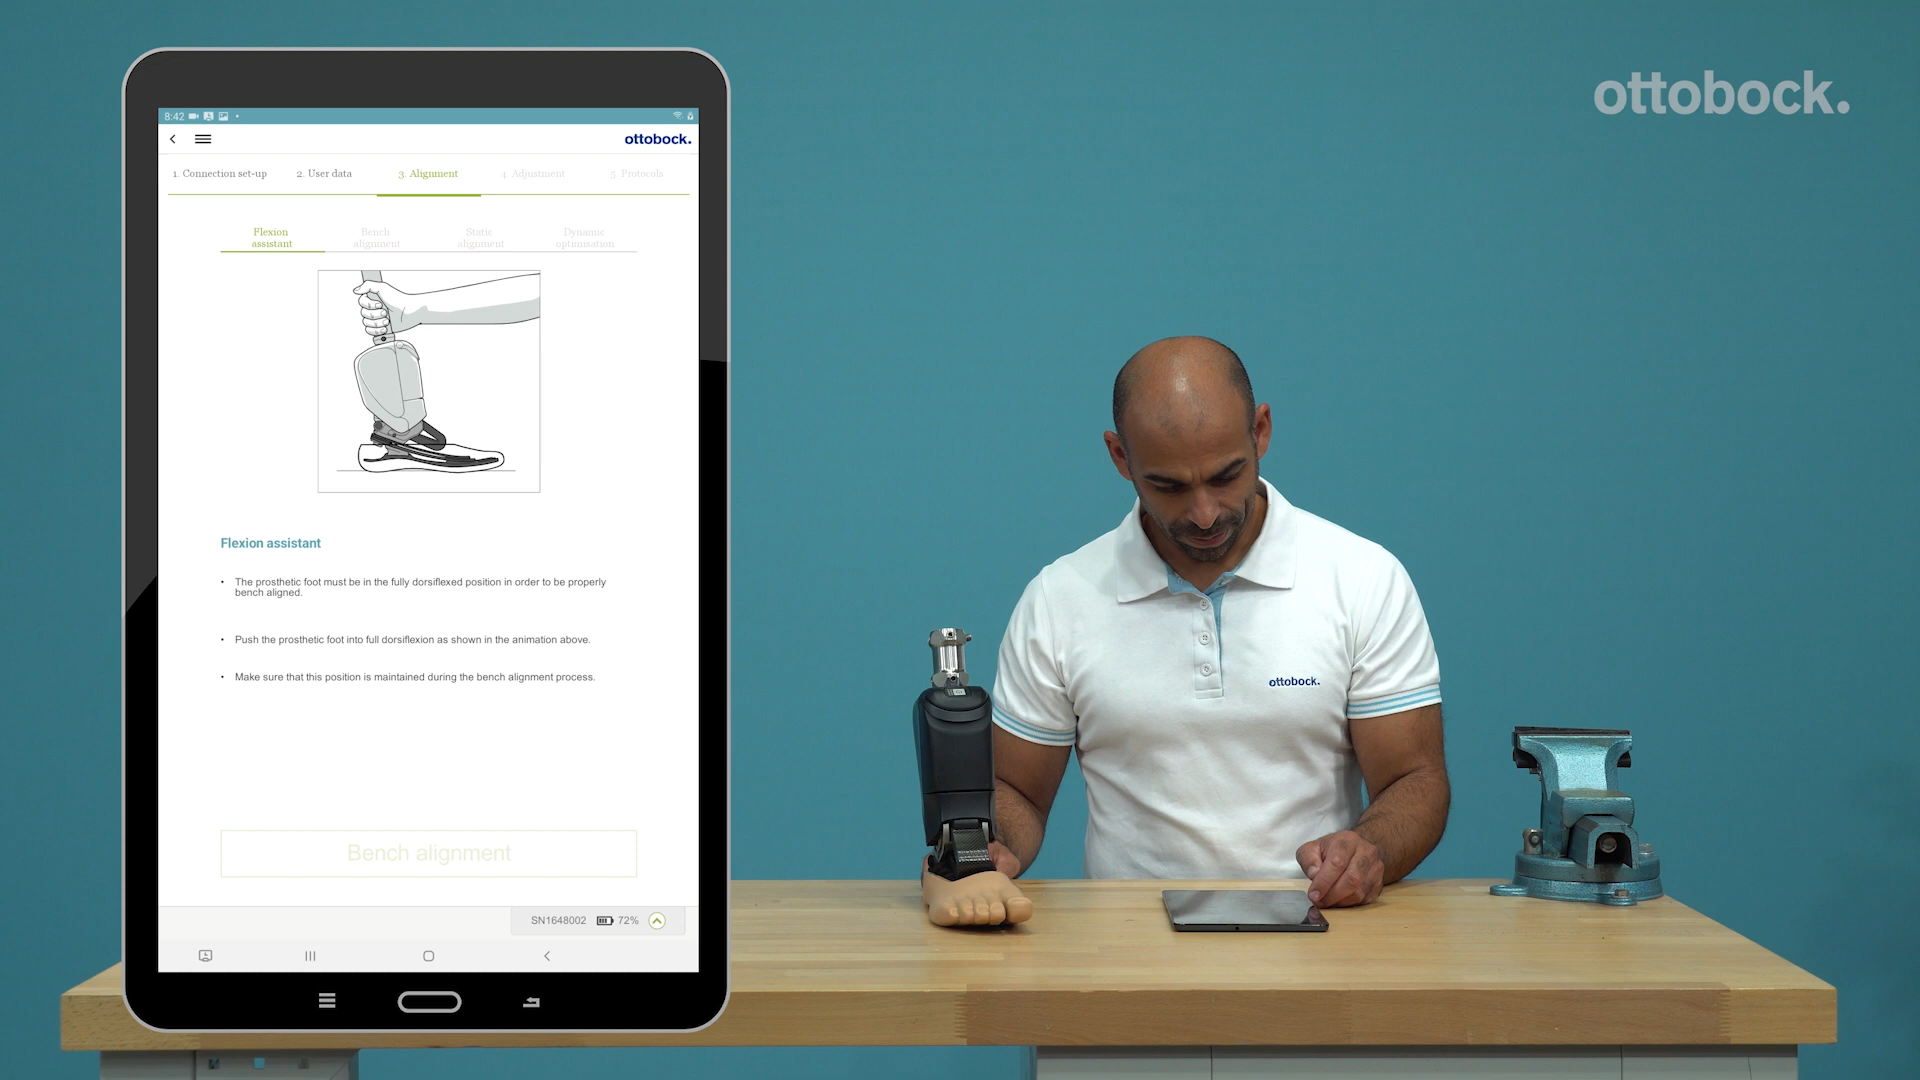 ottobock.
8:42
ottobock.
1. Connection set-up 2. User data 3. Alignment 4. Adjustment 5. Protocols
Flexion assistant
Bench alignment
Static alignment
Dynamic optimisation
Flexion assistant
• The prosthetic foot must be in the fully dorsiflexed position in order to be properly
bench aligned.
• Push the prosthetic foot into full dorsiflexion as shown in the animation above.
• Make sure that this position is maintained during the bench alignment process.
Bench alignment
SN1648002 72%
ottobock.